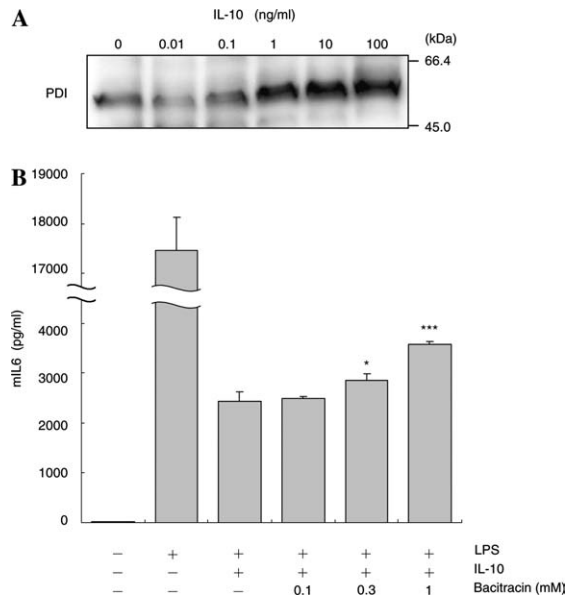 A
IL-10 (ng/ml)
0 0.01 0.1 1 10 100 (kDa)
66.4
PDI
45.0
B
19000
18000
17000
4000
3000
2000
1000
0
mIL6 (pg/ml)
*
***
– + + + + + LPS
– – + + + + IL-10
– – – 0.1 0.3 1 Bacitracin (mM)